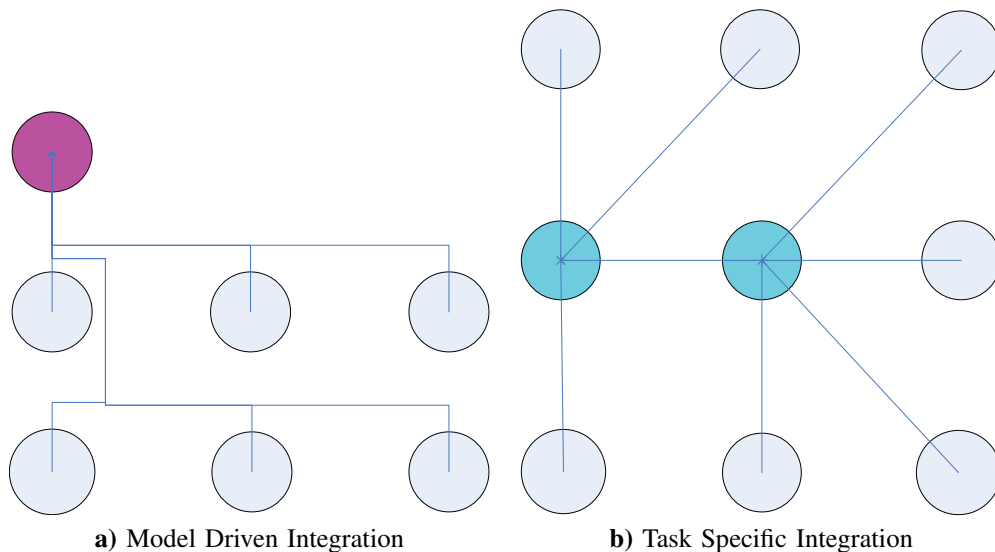 a) Model Driven Integration
b) Task Specific Integration